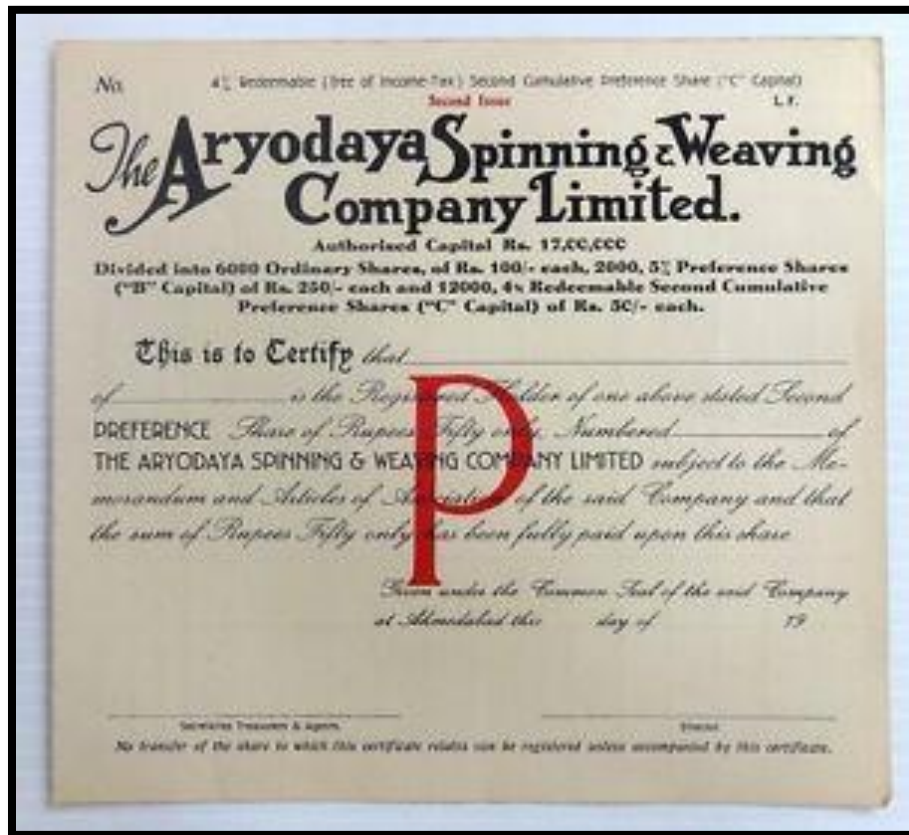 No. 4% Redeemable (free of Income-Tax) Second Cumulative Preference Share ("C" Capital)
Second Issue L. F.
The Aryodaya Spinning & Weaving
Company Limited.
Authorised Capital Rs. 17,00,000
Divided into 6000 Ordinary Shares, of Rs. 100/- each, 2000, 5% Preference Shares
("B" Capital) of Rs. 250/- each and 12000, 4% Redeemable Second Cumulative
Preference Shares ("C" Capital) of Rs. 50/- each.
This is to Certify that
of is the Registered Holder of one above stated Second
PREFERENCE Share of Rupees Fifty only, Numbered of
THE ARYODAYA SPINNING & WEAVING COMPANY LIMITED subject to the Me-
morandum and Articles of Association of the said Company and that
the sum of Rupees Fifty only has been fully paid upon this share
P
Given under the Common Seal of the said Company
at Ahmedabad this day of 19
Secretaries Treasurers & Agents. Director
No transfer of the share to which this certificate relates can be registered unless accompanied by this certificate.